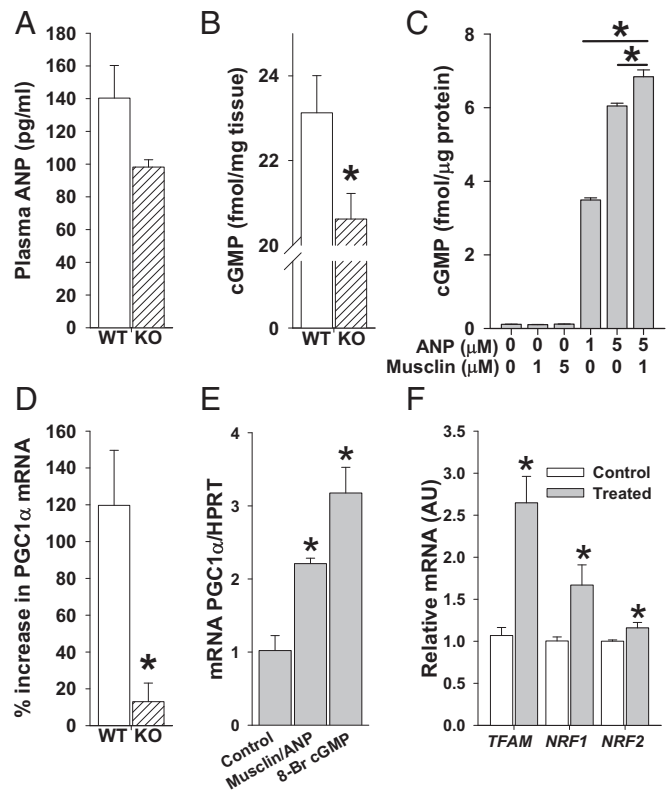 A
Plasma ANP (pg/ml)
180
160
140
120
100
80
60
40
20
0
WT KO
B
cGMP (fmol/mg tissue)
24
22
20
0
*
WT KO
C
cGMP (fmol/μg protein)
8
6
4
2
0
*
*
ANP (μM) 0 0 0 1 5 5
Musclin (μM) 0 1 5 0 0 1
D
% increase in PGC1α mRNA
160
140
120
100
80
60
40
20
0
*
WT KO
E
mRNA PGC1α/HPRT
4
3
2
1
0
*
*
Control
Musclin/ANP
8-Br cGMP
F
Relative mRNA (AU)
3.5
3.0
2.5
2.0
1.5
1.0
0.5
0.0
Control
Treated
*
*
*
TFAM NRF1 NRF2